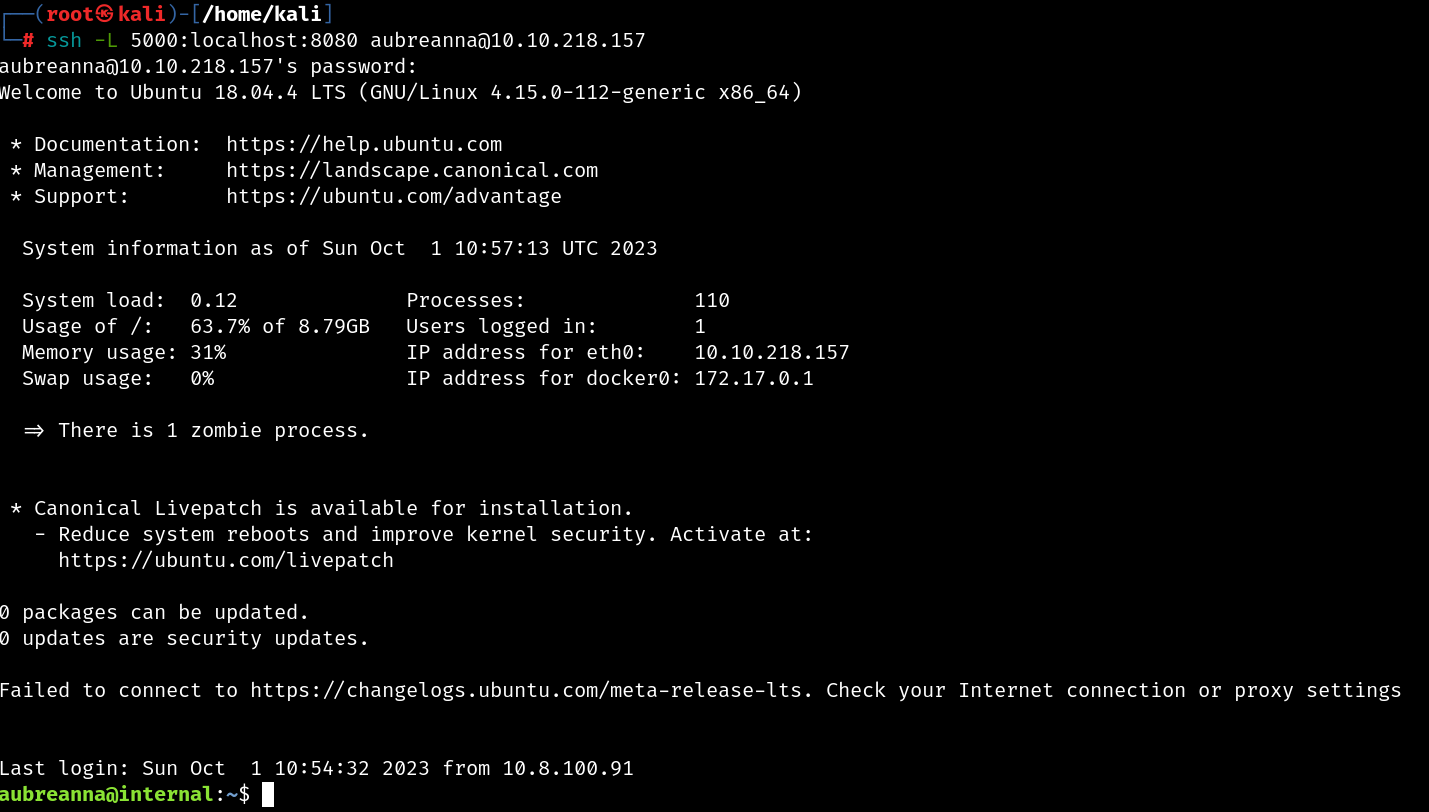 ┌──(root㉿kali)-[/home/kali]
└─# ssh -L 5000:localhost:8080 aubreanna@10.10.218.157
aubreanna@10.10.218.157's password:
Welcome to Ubuntu 18.04.4 LTS (GNU/Linux 4.15.0-112-generic x86_64)
* Documentation:  https://help.ubuntu.com
* Management:     https://landscape.canonical.com
* Support:        https://ubuntu.com/advantage
System information as of Sun Oct  1 10:57:13 UTC 2023
System load:  0.12              Processes:              110
Usage of /:   63.7% of 8.79GB   Users logged in:        1
Memory usage: 31%               IP address for eth0:    10.10.218.157
Swap usage:   0%                IP address for docker0: 172.17.0.1
=> There is 1 zombie process.
* Canonical Livepatch is available for installation.
- Reduce system reboots and improve kernel security. Activate at:
https://ubuntu.com/livepatch
0 packages can be updated.
0 updates are security updates.
Failed to connect to https://changelogs.ubuntu.com/meta-release-lts. Check your Internet connection or proxy settings
Last login: Sun Oct  1 10:54:32 2023 from 10.8.100.91
aubreanna@internal:~$